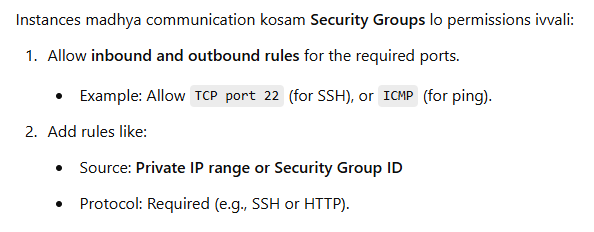 Instances madhya communication kosam Security Groups lo permissions ivvali:
1. Allow inbound and outbound rules for the required ports.
• Example: Allow TCP port 22 (for SSH), or ICMP (for ping).
2. Add rules like:
• Source: Private IP range or Security Group ID
• Protocol: Required (e.g., SSH or HTTP).